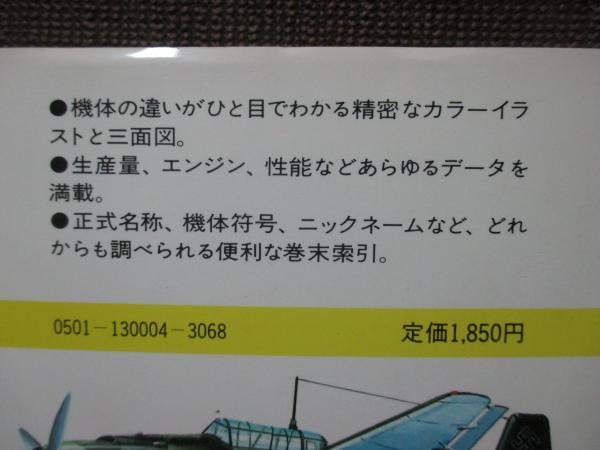 ●機体の違いがひと目でわかる精密なカラーイラ
ストと三面図。
●生産量、エンジン、性能などあらゆるデータを
満載。
●正式名称、機体符号、ニックネームなど、どれ
からも調べられる便利な巻末索引。
0501-130004-3068 定価1,850円